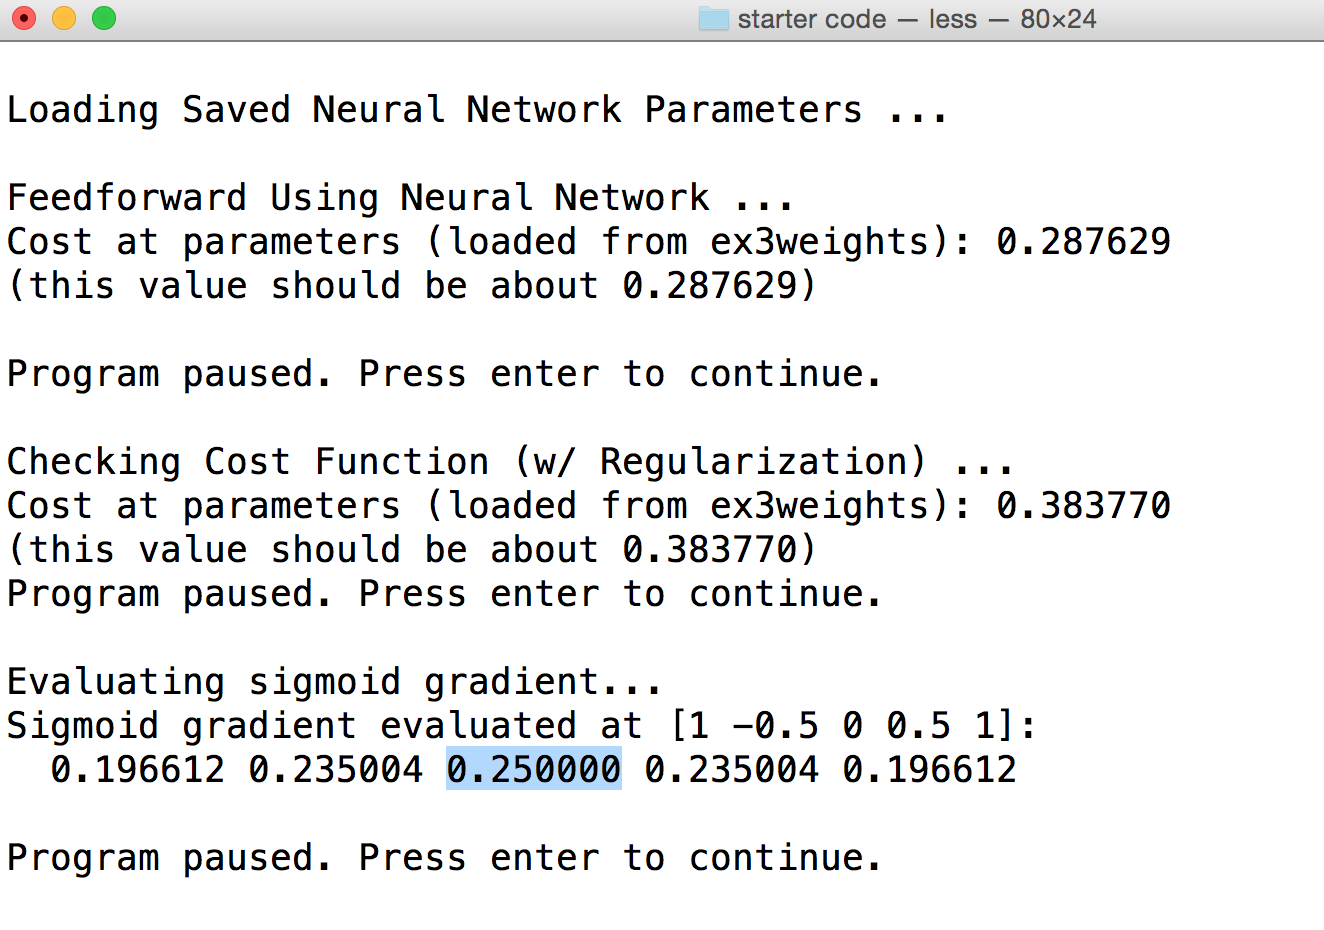 starter code — less — 80×24
Loading Saved Neural Network Parameters ...
Feedforward Using Neural Network ...
Cost at parameters (loaded from ex3weights): 0.287629
(this value should be about 0.287629)
Program paused. Press enter to continue.
Checking Cost Function (w/ Regularization) ...
Cost at parameters (loaded from ex3weights): 0.383770
(this value should be about 0.383770)
Program paused. Press enter to continue.
Evaluating sigmoid gradient...
Sigmoid gradient evaluated at [1 -0.5 0 0.5 1]:
0.196612 0.235004 0.250000 0.235004 0.196612
Program paused. Press enter to continue.